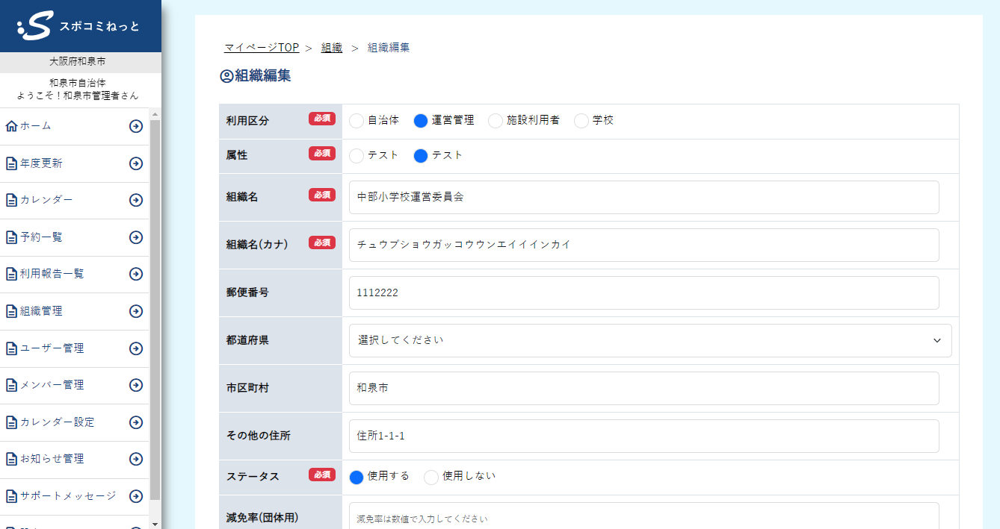 スポコミねっと
大阪府和泉市
和泉市自治体
ようこそ！和泉市管理者さん
ホーム
年度更新
カレンダー
予約一覧
利用報告一覧
組織管理
ユーザー管理
メンバー管理
カレンダー設定
お知らせ管理
サポートメッセージ
マイページTOP > 組織 > 組織編集
組織編集
利用区分 必須 自治体 運営管理 施設利用者 学校
属性 必須 テスト テスト
組織名 必須 中部小学校運営委員会
組織名(カナ) 必須 チュウブショウガッコウウンエイイインカイ
郵便番号 1112222
都道府県 選択してください
市区町村 和泉市
その他の住所 住所1-1-1
ステータス 必須 使用する 使用しない
減免率(団体用) 減免率は数値で入力してください